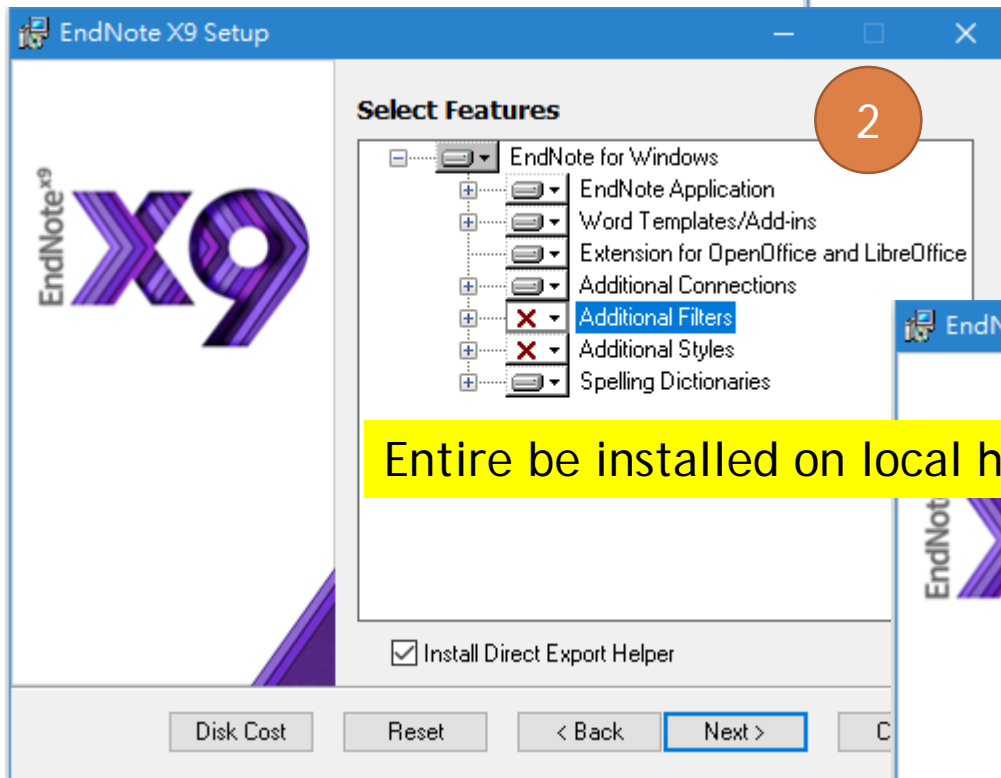 EndNote X9 Setup
Select Features
2
EndNote for Windows
EndNote Application
Word Templates/Add-ins
Extension for OpenOffice and LibreOffice
Additional Connections
Additional Filters
Additional Styles
Spelling Dictionaries
EndNote x9
X9
EndN
Entire be installed on local h
EndNot
Install Direct Export Helper
Disk Cost
Reset
< Back
Next >
C